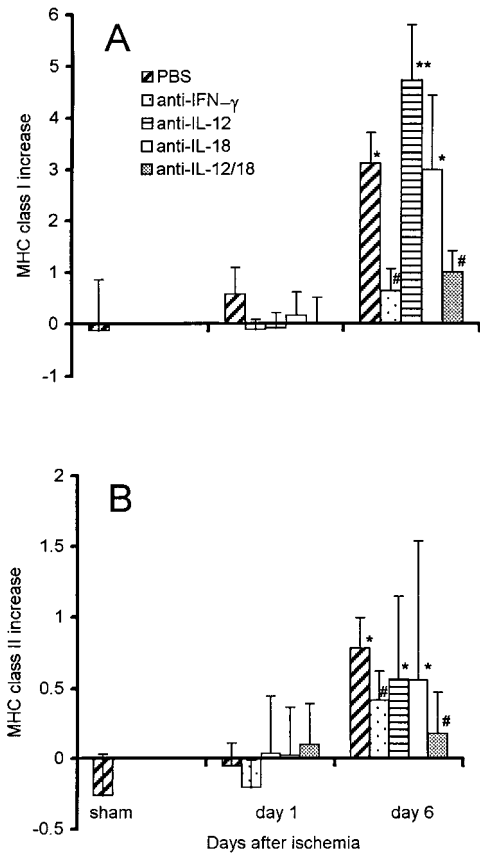 A
PBS
anti-IFN-γ
anti-IL-12
anti-IL-18
anti-IL-12/18
MHC class I increase
6
5
4
3
2
1
0
-1
*
#
**
*
#
B
MHC class II increase
2
1.5
1
0.5
0
-0.5
*
#
*
*
#
sham
day 1
day 6
Days after ischemia